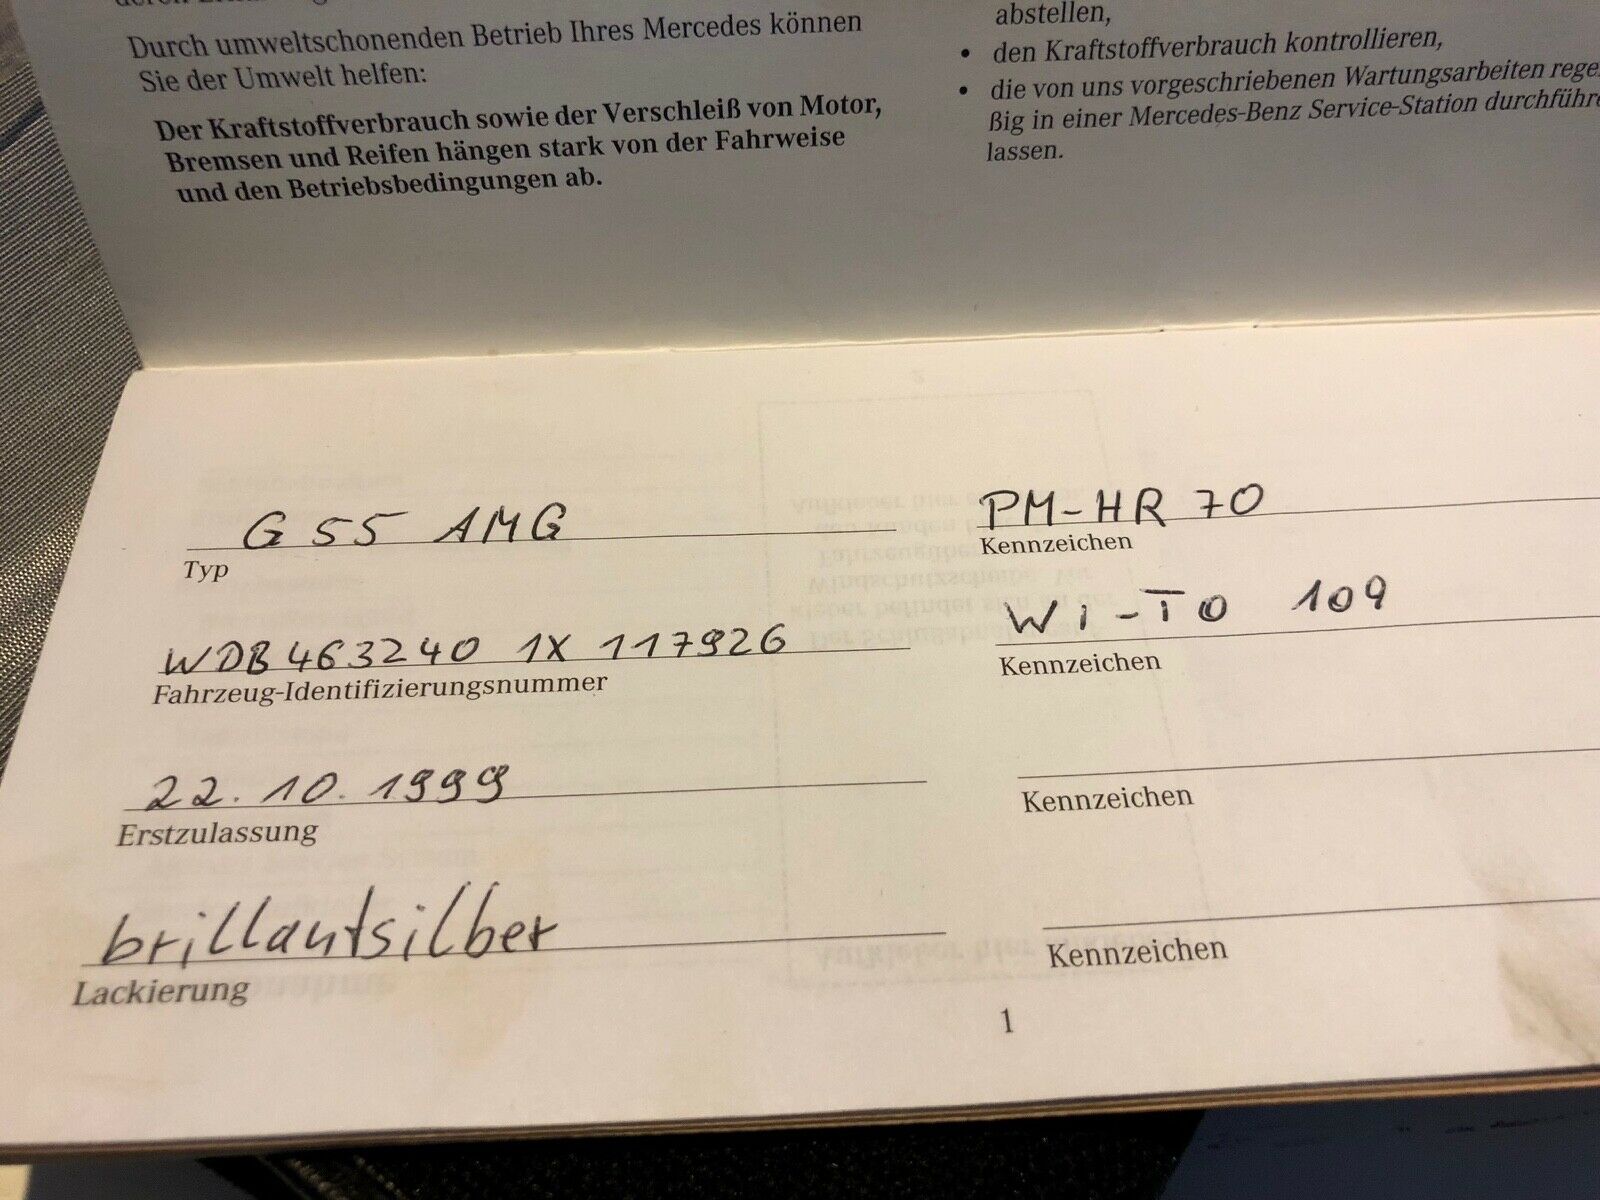 Durch umweltschonenden Betrieb Ihres Mercedes können
Sie der Umwelt helfen:
Der Kraftstoffverbrauch sowie der Verschleiß von Motor,
Bremsen und Reifen hängen stark von der Fahrweise
und den Betriebsbedingungen ab.
abstellen,
• den Kraftstoffverbrauch kontrollieren,
• die von uns vorgeschriebenen Wartungsarbeiten rege
ßig in einer Mercedes-Benz Service-Station durchführe
lassen.
G 55 AMG
Typ
WDB 463240 1X 117926
Fahrzeug-Identifizierungsnummer
22.10.1999
Erstzulassung
brillantsilber
Lackierung
PM-HR 70
Kennzeichen
WI-TO 109
Kennzeichen
Kennzeichen
Kennzeichen
1